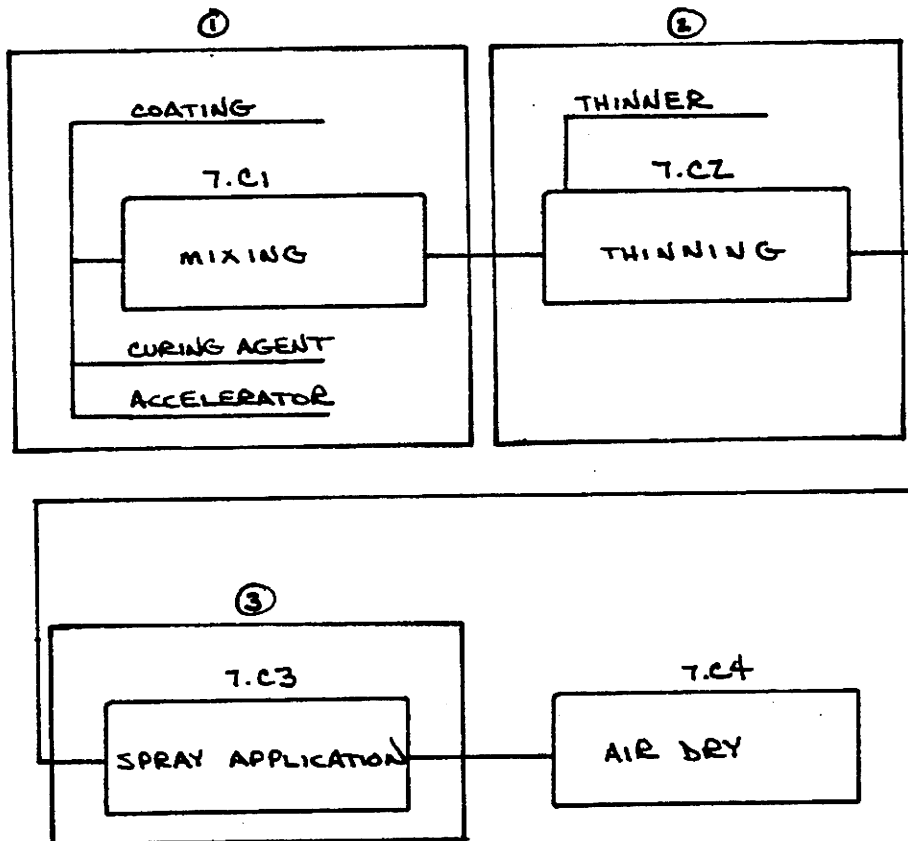 1
2
COATING
THINNER
7.C1
7.C2
MIXING
THINNING
CURING AGENT
ACCELERATOR
3
7.C3
7.C4
SPRAY APPLICATION
AIR DRY